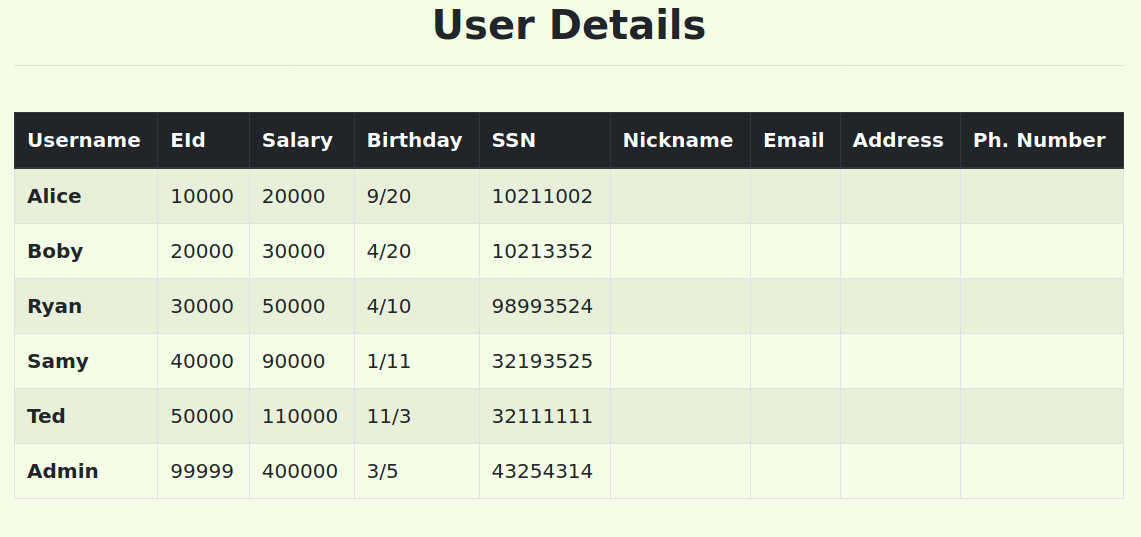 User Details
Username EId Salary Birthday SSN Nickname Email Address Ph. Number
Alice 10000 20000 9/20 10211002
Boby 20000 30000 4/20 10213352
Ryan 30000 50000 4/10 98993524
Samy 40000 90000 1/11 32193525
Ted 50000 110000 11/3 32111111
Admin 99999 400000 3/5 43254314